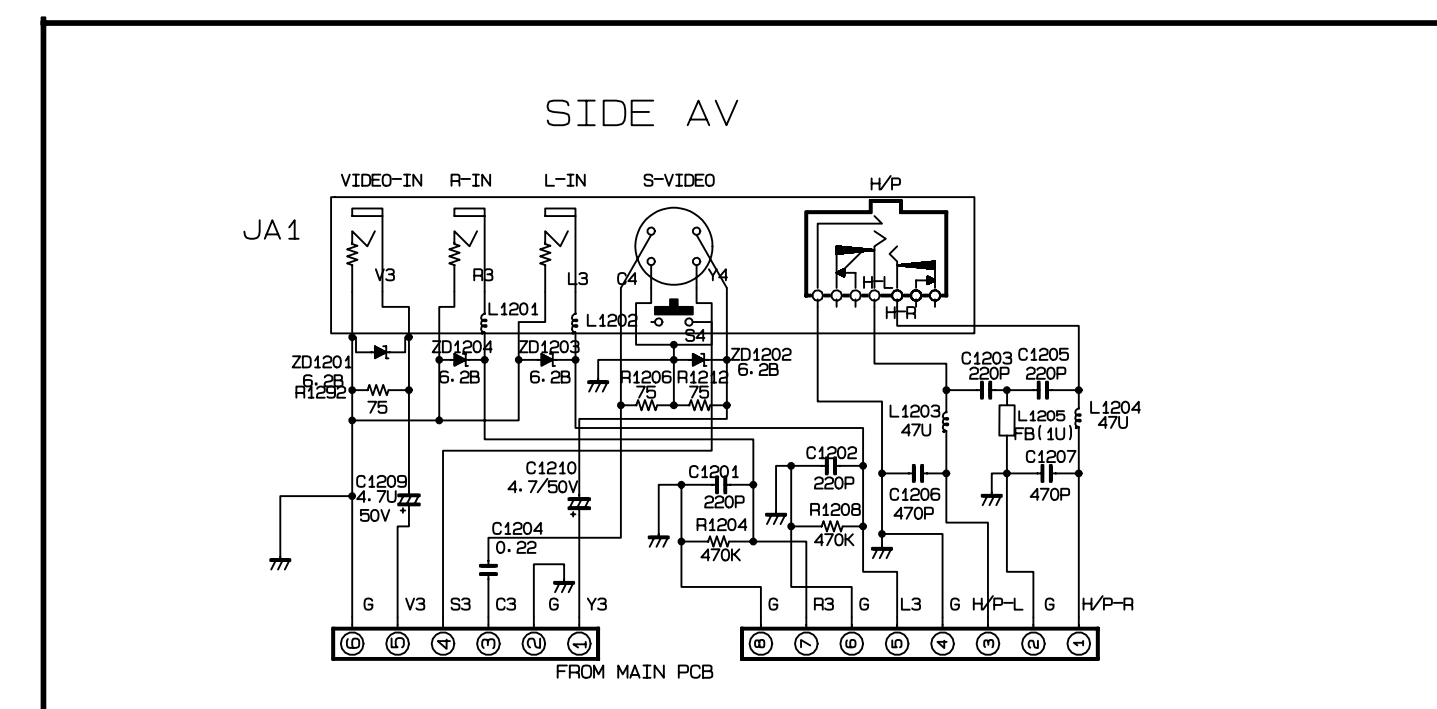 SIDE AV
VIDEO-IN R-IN L-IN S-VIDEO H/P
JA1
V3 R3 L3 C4 Y4
H-L
H-R
L1201
L1202
S4
ZD1201
6.2B
R1292
75
ZD1204
6.2B
ZD1203
6.2B
ZD1202
6.2B
R1206
75
R1212
75
C1203
220P
C1205
220P
L1203
47U
L1205
FB(1U)
L1204
47U
C1209
4.7U
50V
+
C1210
4.7/50V
+
C1201
220P
C1202
220P
C1206
470P
C1207
470P
C1204
0.22
R1204
470K
R1208
470K
G V3 S3 C3 G Y3
6 5 4 3 2 1
G R3 G L3 G H/P-L G H/P-R
8 7 6 5 4 3 2 1
FROM MAIN PCB